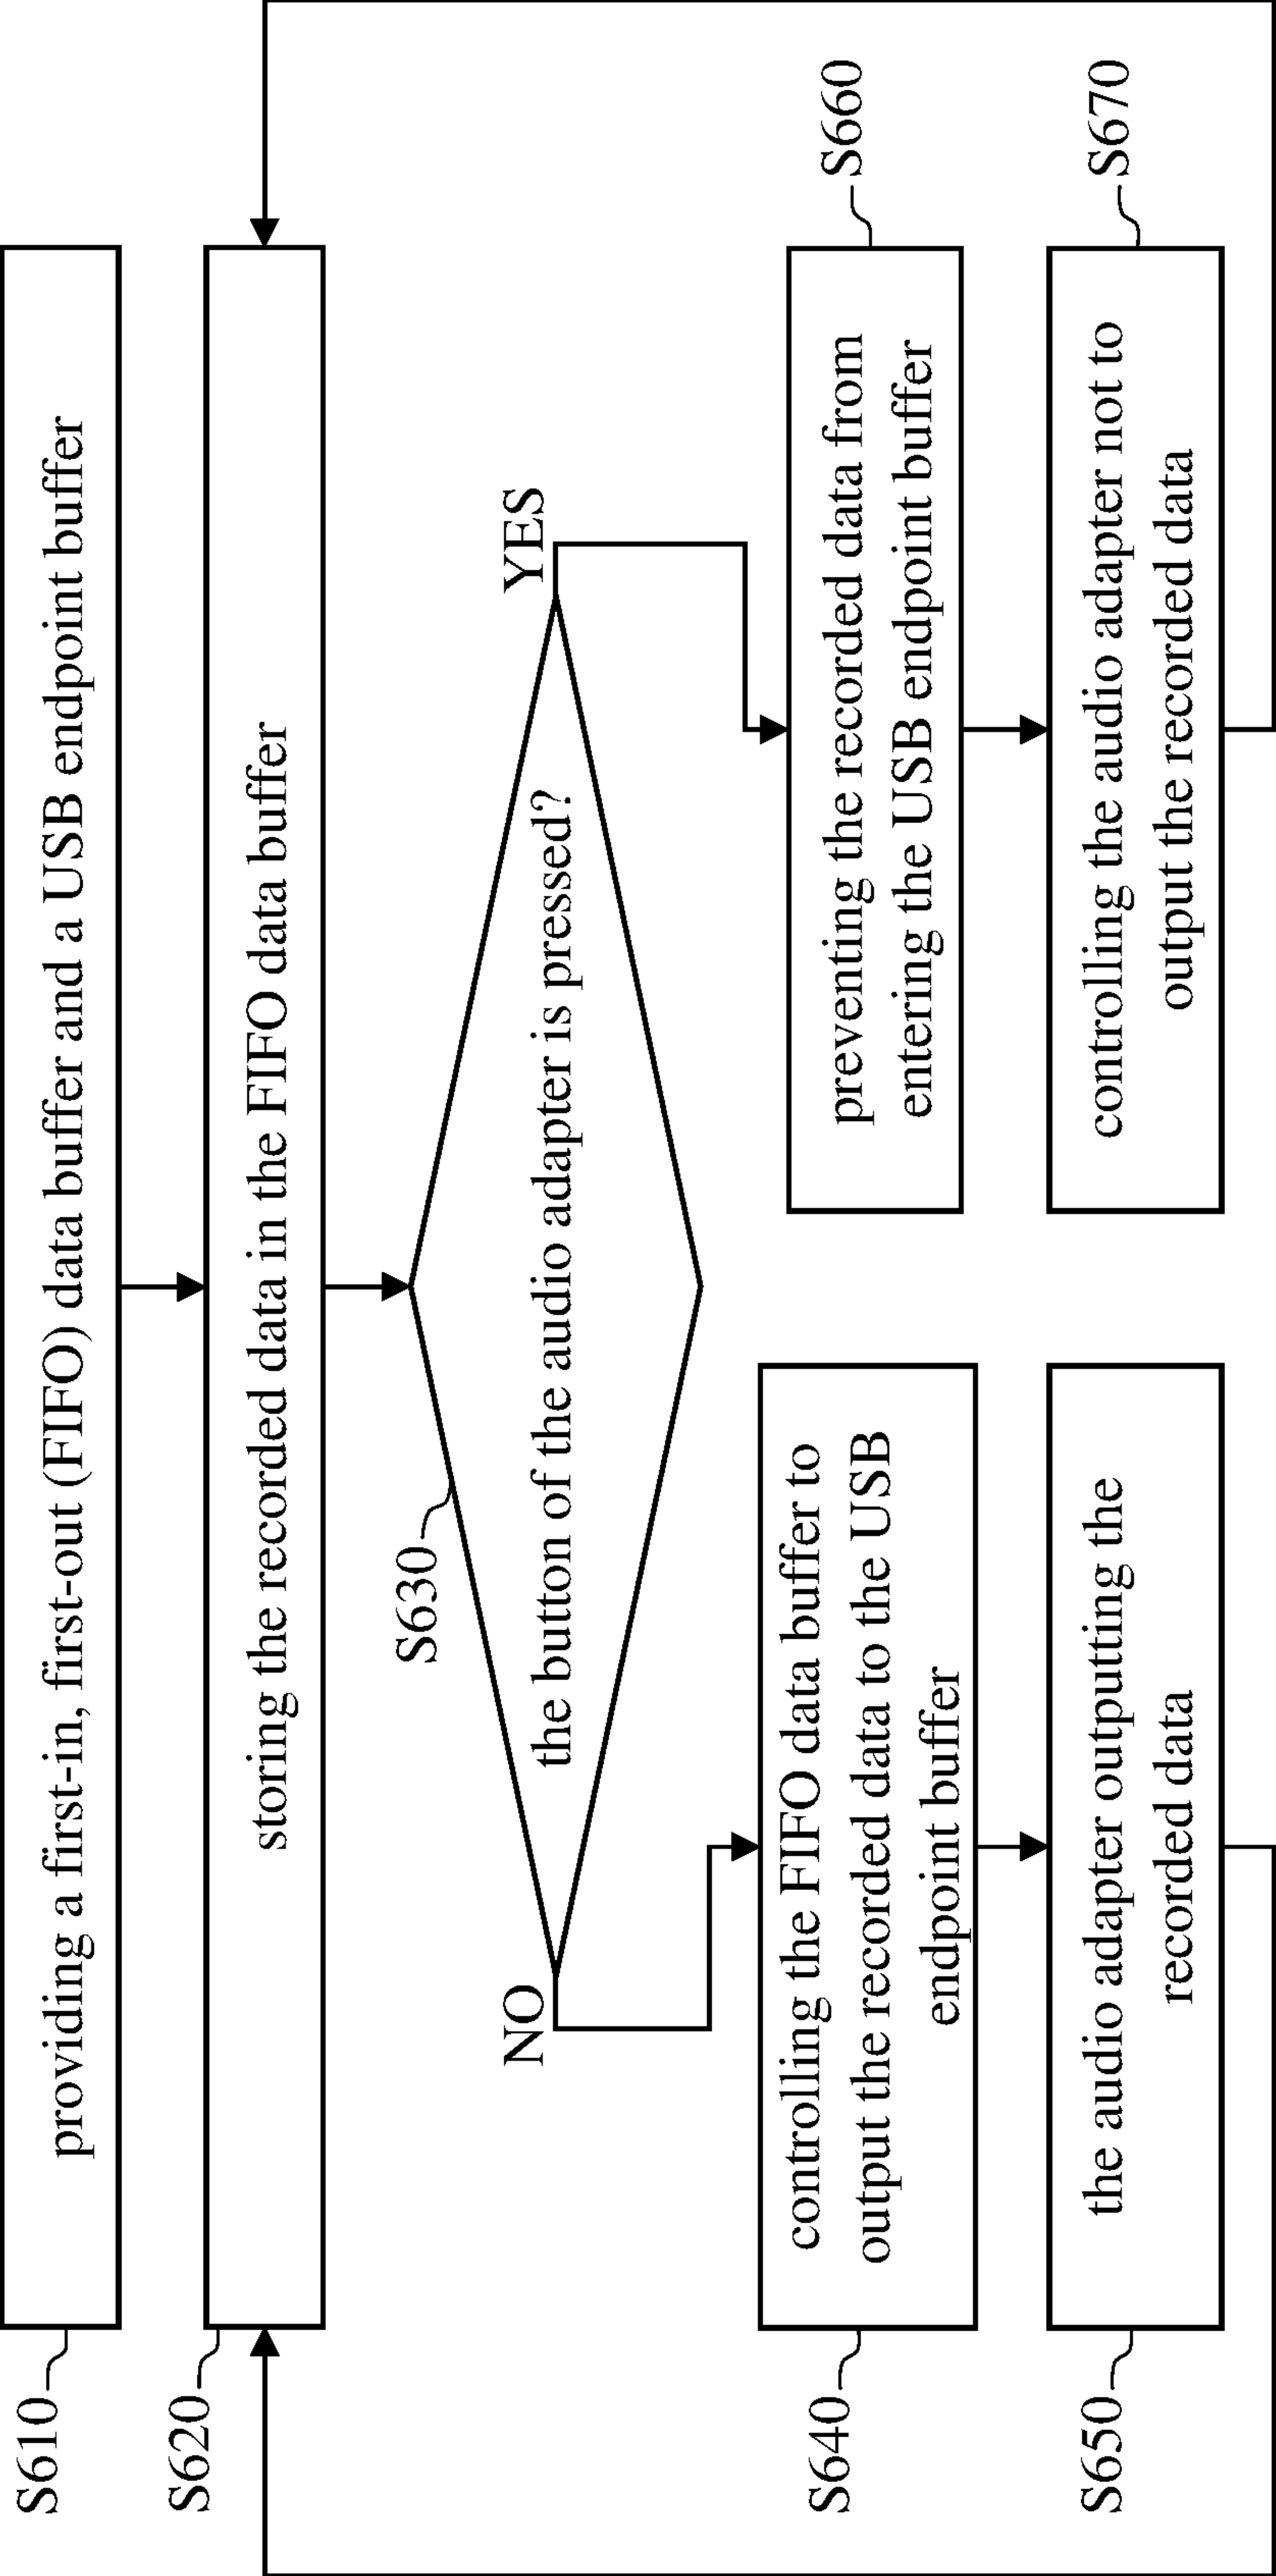 S610
providing a first-in, first-out (FIFO) data buffer and a USB endpoint buffer
S620
storing the recorded data in the FIFO data buffer
S630
the button of the audio adapter is pressed?
NO
YES
S640
controlling the FIFO data buffer to
output the recorded data to the USB
endpoint buffer
S650
the audio adapter outputting the
recorded data
S660
preventing the recorded data from
entering the USB endpoint buffer
S670
controlling the audio adapter not to
output the recorded data